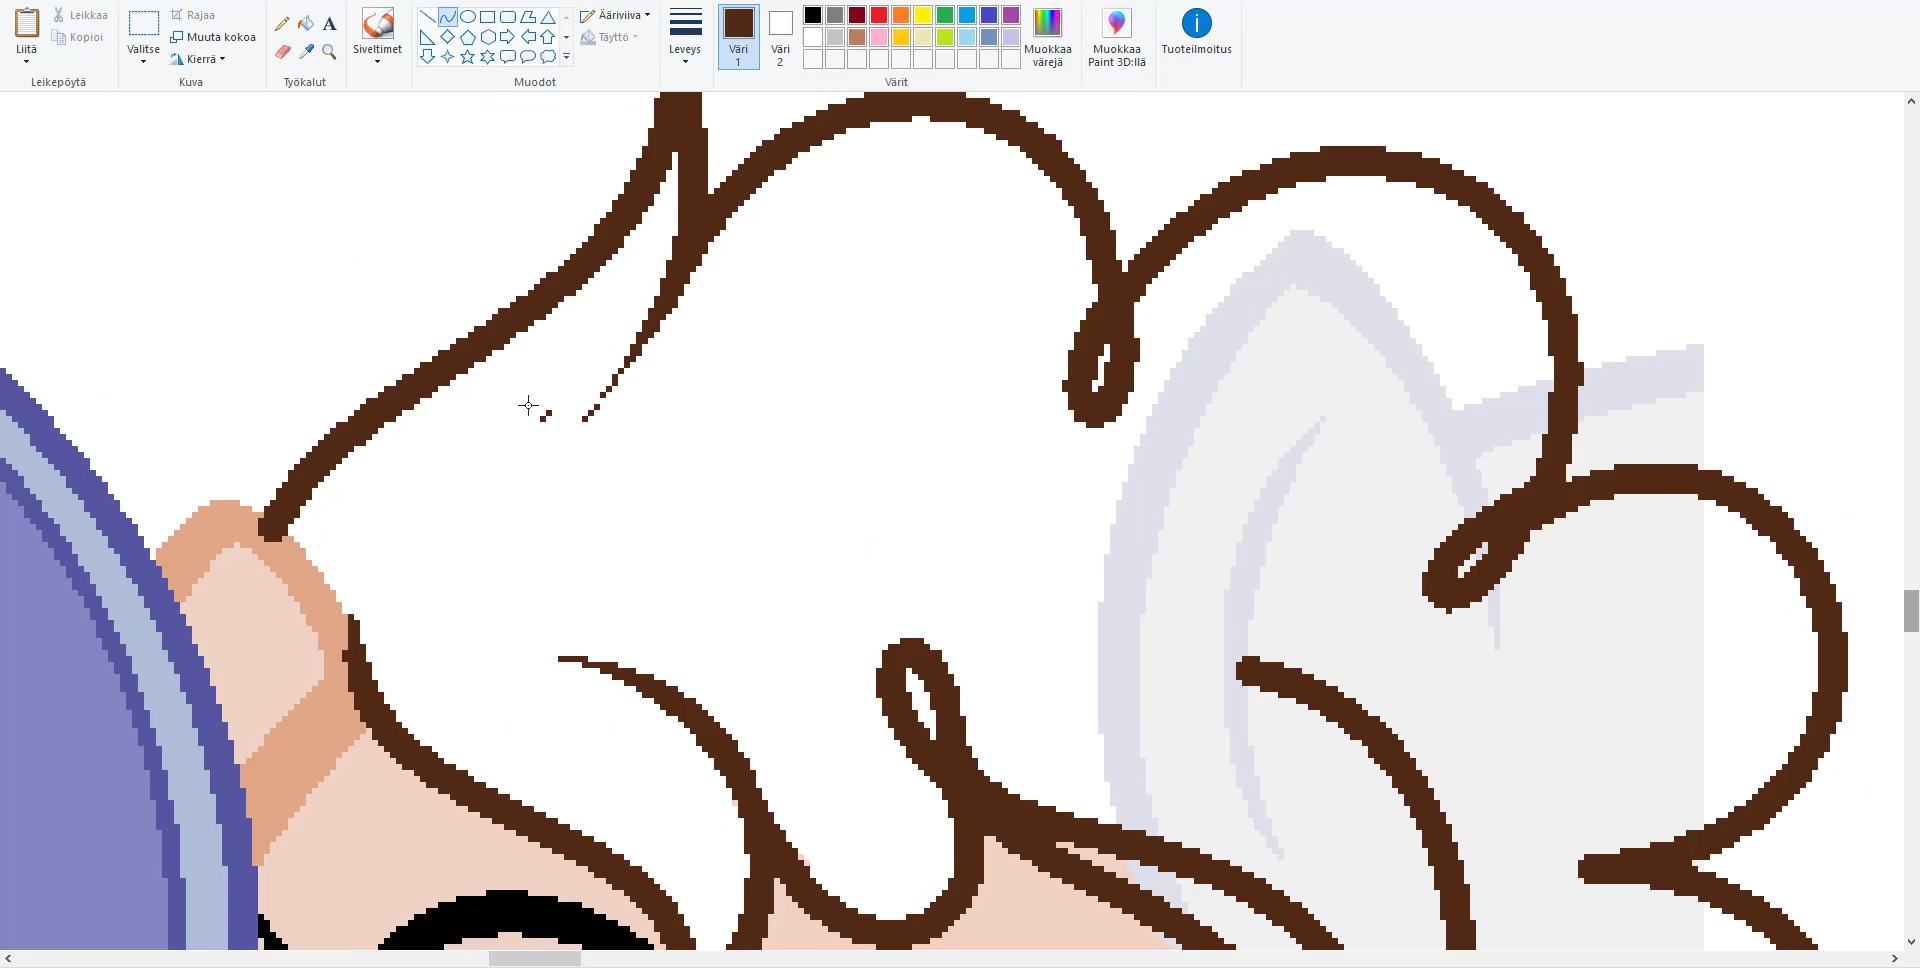 Liitä
Leikkaa
Kopioi
Leikepöytä
Valitse
Rajaa
Muuta kokoa
Kierrä
Kuva
A
Työkalut
Siveltimet
Ääriviiva
Täyttö
Muodot
Leveys
Väri
1
Väri
2
Muokkaa
värejä
Värit
Muokkaa
Paint 3D:llä
i
Tuoteilmoitus